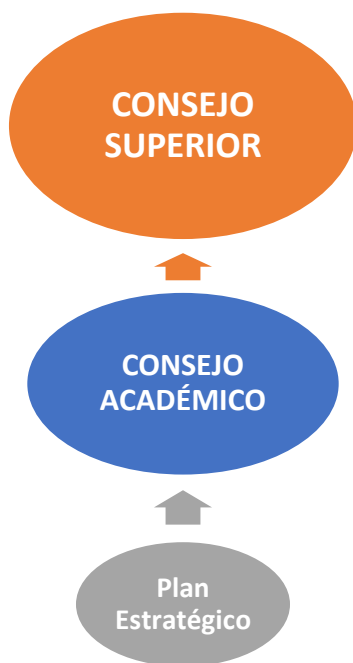 CONSEJO
SUPERIOR
CONSEJO
ACADÉMICO
Plan
Estratégico